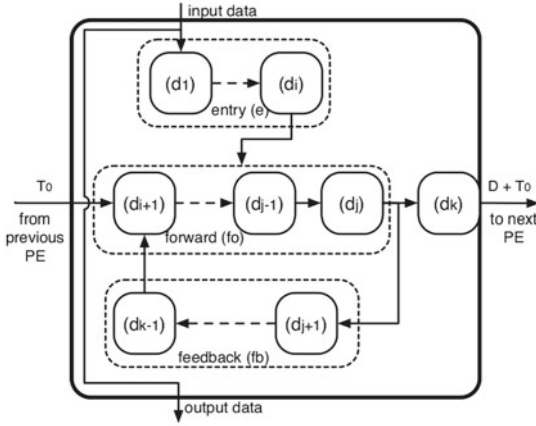 input data
(d1)
(di)
entry (e)
T0
from
previous
PE
(di+1)
(dj-1)
(dj)
(dk)
D + T0
to next
PE
forward (fo)
(dk-1)
(dj+1)
feedback (fb)
output data